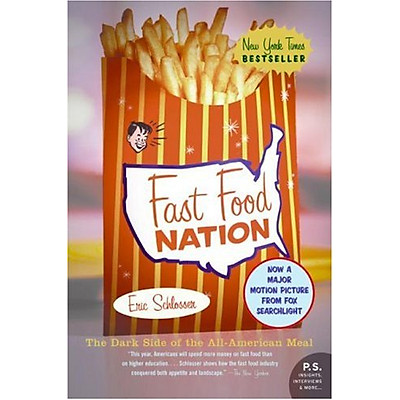 New York Times
BESTSELLER
Fast Food
NATION
NOW A
MAJOR
MOTION PICTURE
FROM FOX
SEARCHLIGHT
Eric Schlosser
The Dark Side of the All-American Meal
"This year, Americans will spend more money on fast food than
on higher education. . . . Schlosser shows how the fast food industry
conquered both appetite and landscape." —The New Yorker
P.S.
INSIGHTS,
INTERVIEWS
& MORE...